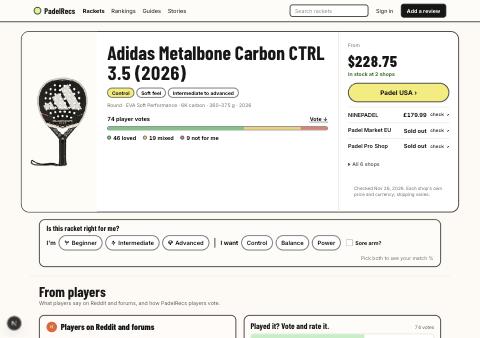 PadelRecs Rackets Rankings Guides Stories Search rackets Sign in Add a review
Adidas Metalbone Carbon CTRL
3.5 (2026)
Control Soft feel Intermediate to advanced
Round · EVA Soft Performance · 6K carbon · 360–375 g · 2026
74 player votes Vote ↓
46 loved 19 mixed 9 not for me
From
$228.75
In stock at 2 shops
Padel USA ›
NINEPADEL £179.99 check ↗
Padel Market EU Sold out check ↗
Padel Pro Shop Sold out check ↗
▸ All 6 shops
Checked Nov 26, 2026. Each shop's own
price and currency, shipping varies.
Is this racket right for me?
I'm Beginner Intermediate Advanced I want Control Balance Power Sore arm?
Pick both to see your match %
From players
What players say on Reddit and forums, and how PadelRecs players vote.
Players on Reddit and forums
Played it? Vote and rate it. 74 votes
N